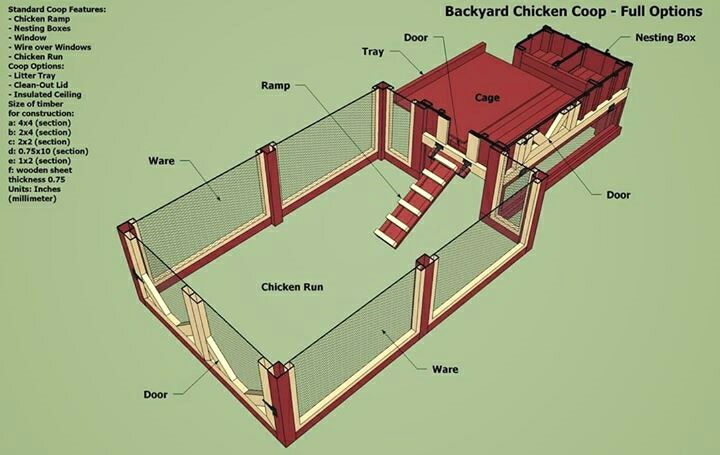 Standard Coop Features:
- Chicken Ramp
- Nesting Boxes
- Window
- Wire over Windows
- Chicken Run
Coop Options:
- Litter Tray
- Clean-Out Lid
- Insulated Ceiling
Size of timber
for construction:
a: 4x4 (section)
b: 2x4 (section)
c: 2x2 (section)
d: 0.75x10 (section)
e: 1x2 (section)
f: wooden sheet
thickness 0.75
Units: Inches
(millimeter)
Backyard Chicken Coop - Full Options
Door
Nesting Box
Tray
Ramp
Cage
Ware
Door
Chicken Run
Ware
Door